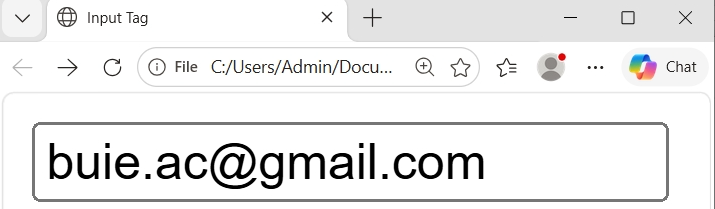 Input Tag
File C:/Users/Admin/Docu... Chat
buie.ac@gmail.com